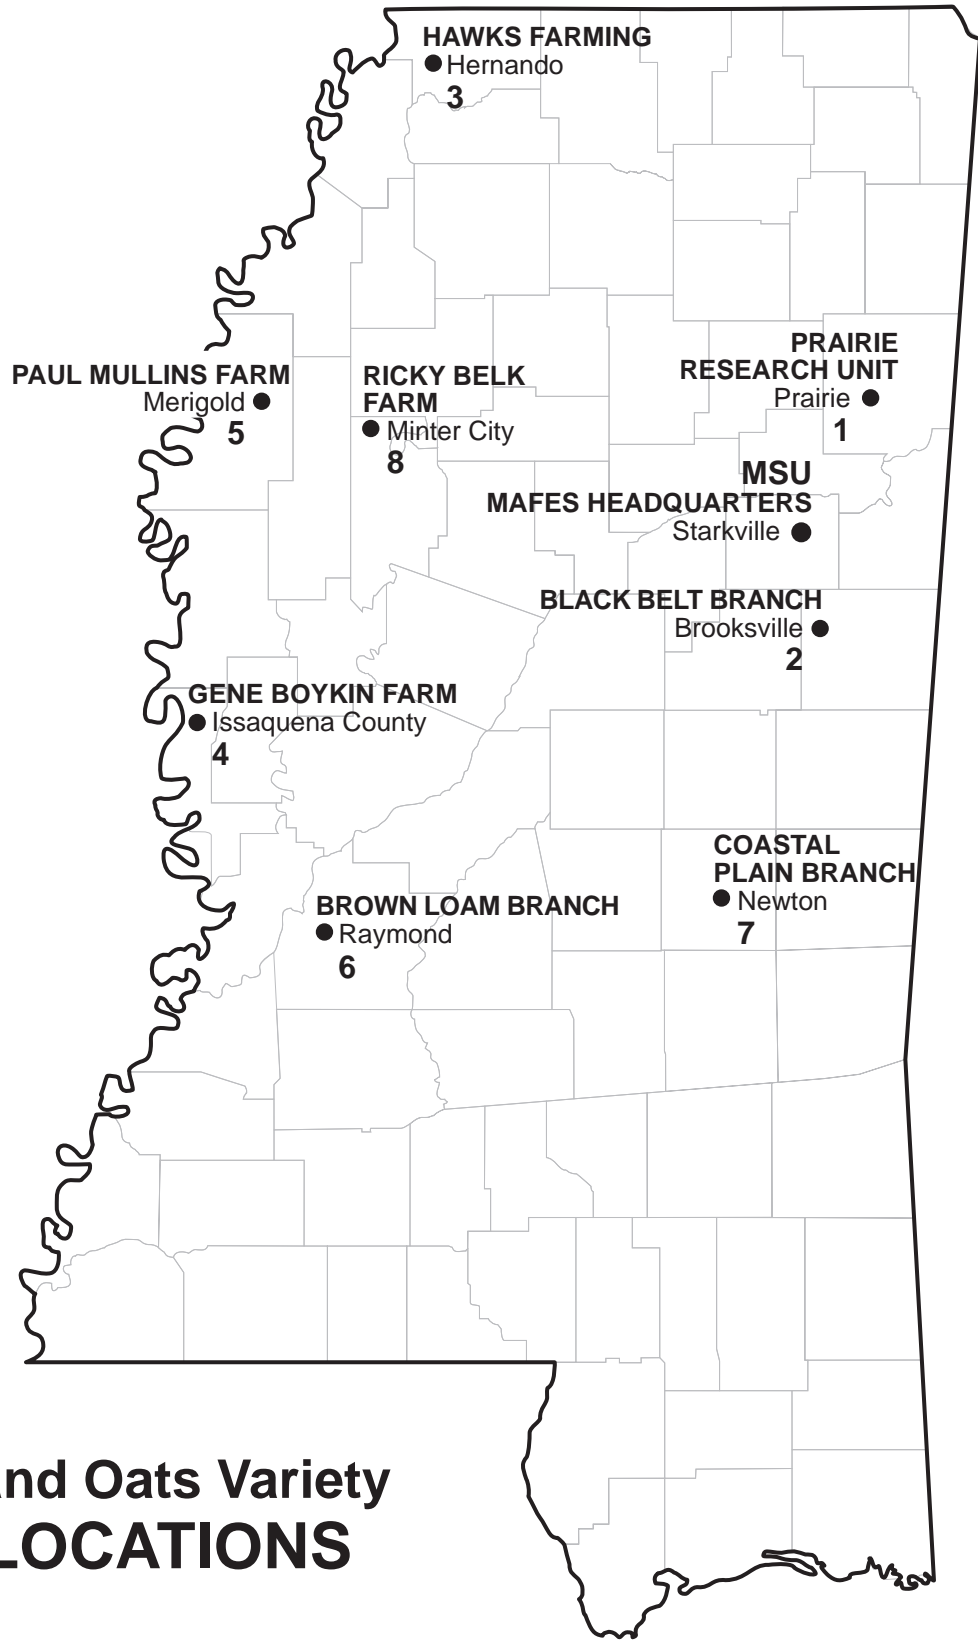 HAWKS FARMING
Hernando
3
PRAIRIE
RESEARCH UNIT
Prairie
1
PAUL MULLINS FARM
Merigold
5
RICKY BELK
FARM
Minter City
8
MSU
MAFES HEADQUARTERS
Starkville
BLACK BELT BRANCH
Brooksville
2
GENE BOYKIN FARM
Issaquena County
4
COASTAL
PLAIN BRANCH
Newton
7
BROWN LOAM BRANCH
Raymond
6
and Oats Variety
LOCATIONS